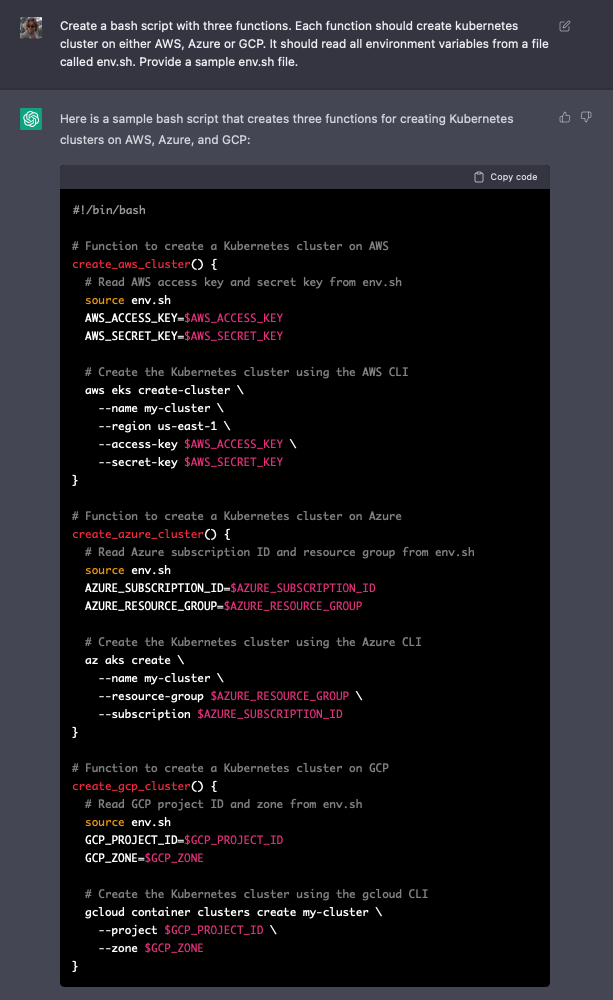 Create a bash script with three functions. Each function should create kubernetes
cluster on either AWS, Azure or GCP. It should read all environment variables from a file
called env.sh. Provide a sample env.sh file.
Here is a sample bash script that creates three functions for creating Kubernetes
clusters on AWS, Azure, and GCP:
Copy code
#!/bin/bash
# Function to create a Kubernetes cluster on AWS
create_aws_cluster() {
# Read AWS access key and secret key from env.sh
source env.sh
AWS_ACCESS_KEY=$AWS_ACCESS_KEY
AWS_SECRET_KEY=$AWS_SECRET_KEY
# Create the Kubernetes cluster using the AWS CLI
aws eks create-cluster \
--name my-cluster \
--region us-east-1 \
--access-key $AWS_ACCESS_KEY \
--secret-key $AWS_SECRET_KEY
}
# Function to create a Kubernetes cluster on Azure
create_azure_cluster() {
# Read Azure subscription ID and resource group from env.sh
source env.sh
AZURE_SUBSCRIPTION_ID=$AZURE_SUBSCRIPTION_ID
AZURE_RESOURCE_GROUP=$AZURE_RESOURCE_GROUP
# Create the Kubernetes cluster using the Azure CLI
az aks create \
--name my-cluster \
--resource-group $AZURE_RESOURCE_GROUP \
--subscription $AZURE_SUBSCRIPTION_ID
}
# Function to create a Kubernetes cluster on GCP
create_gcp_cluster() {
# Read GCP project ID and zone from env.sh
source env.sh
GCP_PROJECT_ID=$GCP_PROJECT_ID
GCP_ZONE=$GCP_ZONE
# Create the Kubernetes cluster using the gcloud CLI
gcloud container clusters create my-cluster \
--project $GCP_PROJECT_ID \
--zone $GCP_ZONE
}